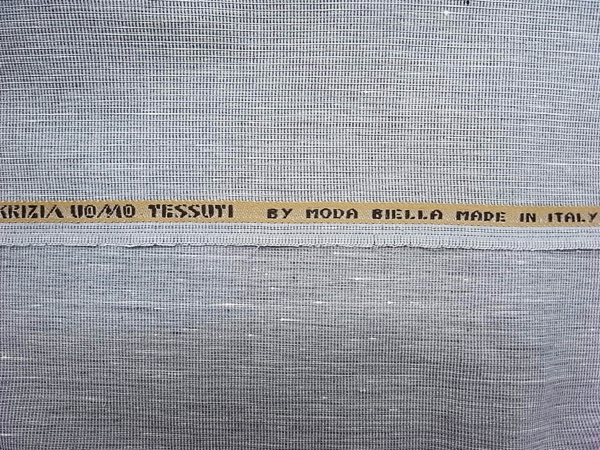 KRIZIA UOMO TESSUTI BY MODA BIELLA MADE IN ITALY